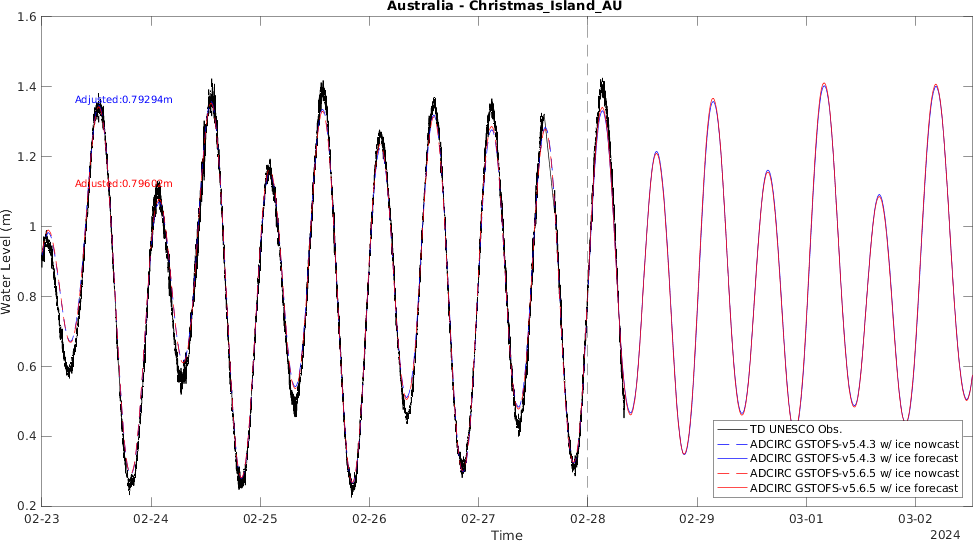 Australia - Christmas_Island_AU
1.6
1.4
1.2
1
0.8
0.6
0.4
0.2
Water Level (m)
Adjusted:0.79294m
Adjusted:0.79602m
TD UNESCO Obs.
ADCIRC GSTOFS-v5.4.3 w/ ice nowcast
ADCIRC GSTOFS-v5.4.3 w/ ice forecast
ADCIRC GSTOFS-v5.6.5 w/ ice nowcast
ADCIRC GSTOFS-v5.6.5 w/ ice forecast
02-23 02-24 02-25 02-26 02-27 02-28 02-29 03-01 03-02
Time
2024